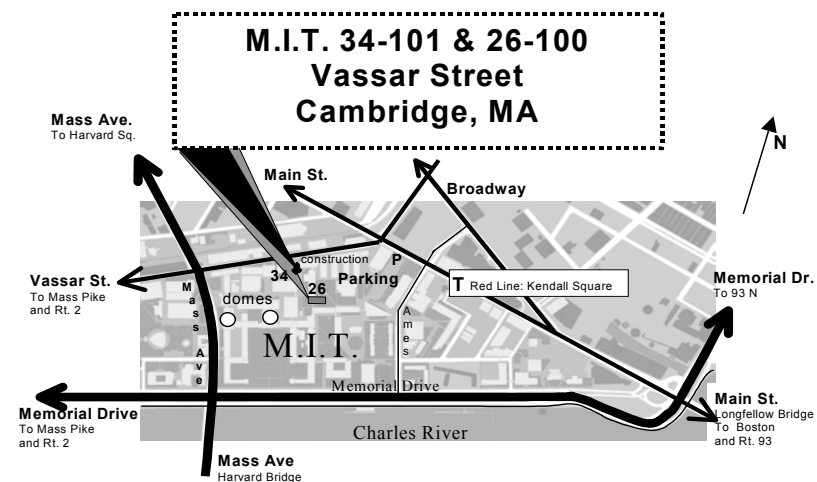 M.I.T. 34-101 & 26-100
Vassar Street
Cambridge, MA
Mass Ave.
To Harvard Sq.
N
Main St.
Broadway
construction
34
P
Parking
26
Vassar St.
To Mass Pike
and Rt. 2
Mass Ave
domes
T Red Line: Kendall Square
Memorial Dr.
To 93 N
Ames
M.I.T.
Memorial Drive
Memorial Drive
To Mass Pike
and Rt. 2
Main St.
Longfellow Bridge
To Boston
and Rt. 93
Charles River
Mass Ave
Harvard Bridge